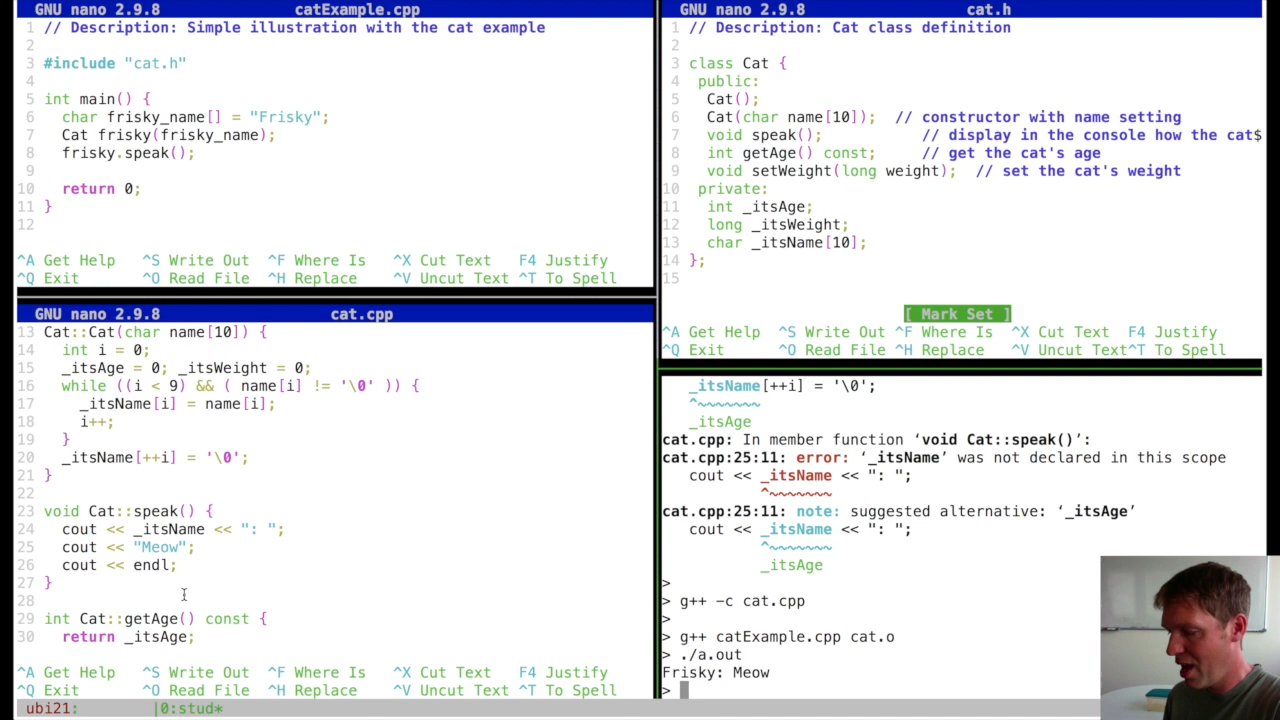 GNU nano 2.9.8 catExample.cpp
1 // Description: Simple illustration with the cat example
2
3 #include "cat.h"
4
5 int main() {
6 char frisky_name[] = "Frisky";
7 Cat frisky(frisky_name);
8 frisky.speak();
9
10 return 0;
11 }
12
^A Get Help ^S Write Out ^F Where Is ^X Cut Text F4 Justify
^Q Exit ^O Read File ^H Replace ^V Uncut Text ^T To Spell
GNU nano 2.9.8 cat.h
1 // Description: Cat class definition
2
3 class Cat {
4 public:
5 Cat();
6 Cat(char name[10]); // constructor with name setting
7 void speak(); // display in the console how the cat$
8 int getAge() const; // get the cat's age
9 void setWeight(long weight); // set the cat's weight
10 private:
11 int _itsAge;
12 long _itsWeight;
13 char _itsName[10];
14 };
15
[ Mark Set ]
^A Get Help ^S Write Out ^F Where Is ^X Cut Text F4 Justify
^Q Exit ^O Read File ^H Replace ^V Uncut Text^T To Spell
GNU nano 2.9.8 cat.cpp
13 Cat::Cat(char name[10]) {
14 int i = 0;
15 _itsAge = 0; _itsWeight = 0;
16 while ((i < 9) && ( name[i] != '\0' )) {
17 _itsName[i] = name[i];
18 i++;
19 }
20 _itsName[++i] = '\0';
21 }
22
23 void Cat::speak() {
24 cout << _itsName << ": ";
25 cout << "Meow";
26 cout << endl;
27 }
28
29 int Cat::getAge() const {
30 return _itsAge;
^A Get Help ^S Write Out ^F Where Is ^X Cut Text F4 Justify
^Q Exit ^O Read File ^H Replace ^V Uncut Text ^T To Spell
_itsName[++i] = '\0';
^~~~~~~~
_itsAge
cat.cpp: In member function ‘void Cat::speak()’:
cat.cpp:25:11: error: ‘_itsName’ was not declared in this scope
cout << _itsName << ": ";
^~~~~~~~
cat.cpp:25:11: note: suggested alternative: ‘_itsAge’
cout << _itsName << ": ";
^~~~~~~~
_itsAge
>
> g++ -c cat.cpp
>
> g++ catExample.cpp cat.o
> ./a.out
Frisky: Meow
>
ubi21: |0:stud*